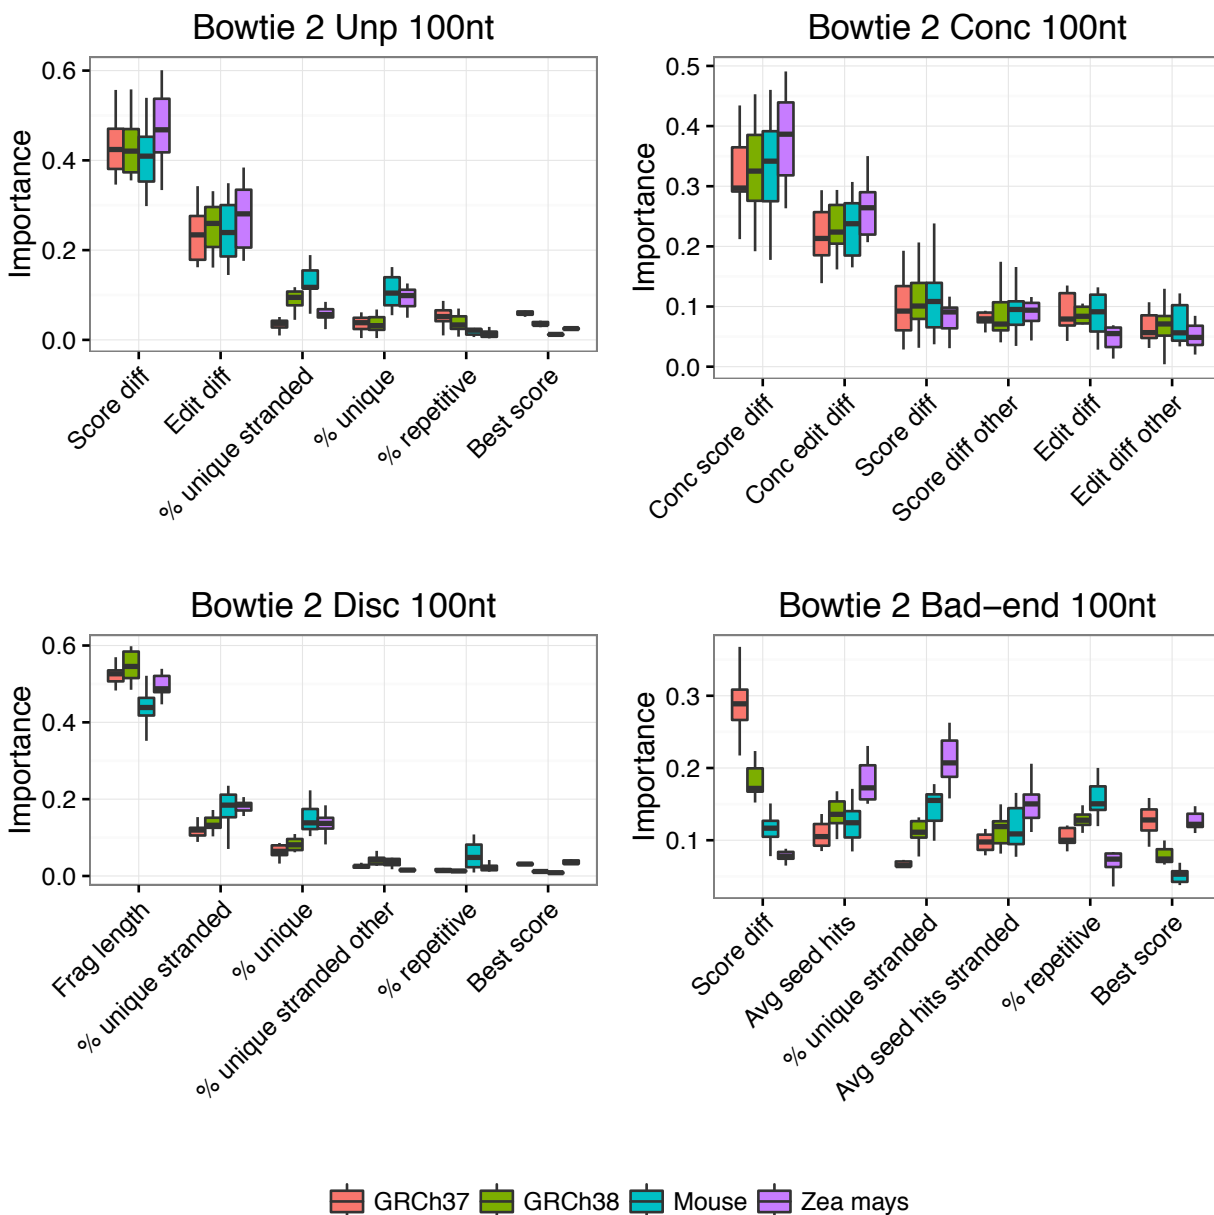 Bowtie 2 Unp 100nt
Importance
0.6
0.4
0.2
0.0
Score diff
Edit diff
% unique stranded
% unique
% repetitive
Best score
Bowtie 2 Conc 100nt
Importance
0.5
0.4
0.3
0.2
0.1
0.0
Conc score diff
Conc edit diff
Score diff
Score diff other
Edit diff
Edit diff other
Bowtie 2 Disc 100nt
Importance
0.6
0.4
0.2
0.0
Frag length
% unique stranded
% unique
% unique stranded other
% repetitive
Best score
Bowtie 2 Bad−end 100nt
Importance
0.3
0.2
0.1
Score diff
Avg seed hits
% unique stranded
Avg seed hits stranded
% repetitive
Best score
GRCh37 GRCh38 Mouse Zea mays